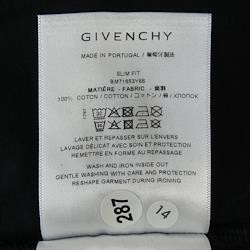 GIVENCHY
MADE IN PORTUGAL / 葡萄牙製造
SLIM FIT
BM71653Y6B
MATIÈRE - FABRIC -
100% COTTON / COTTON / コットン / 棉 / ХЛОПОК
LAVER ET REPASSER SUR L'ENVERS
LAVAGE DÉLICAT AVEC SOIN ET PROTECTION
REMETTRE EN FORME AU REPASSAGE
WASH AND IRON INSIDE OUT
GENTLE WASHING WITH CARE AND PROTECTION
RESHAPE GARMENT DURING IRONING
287
14